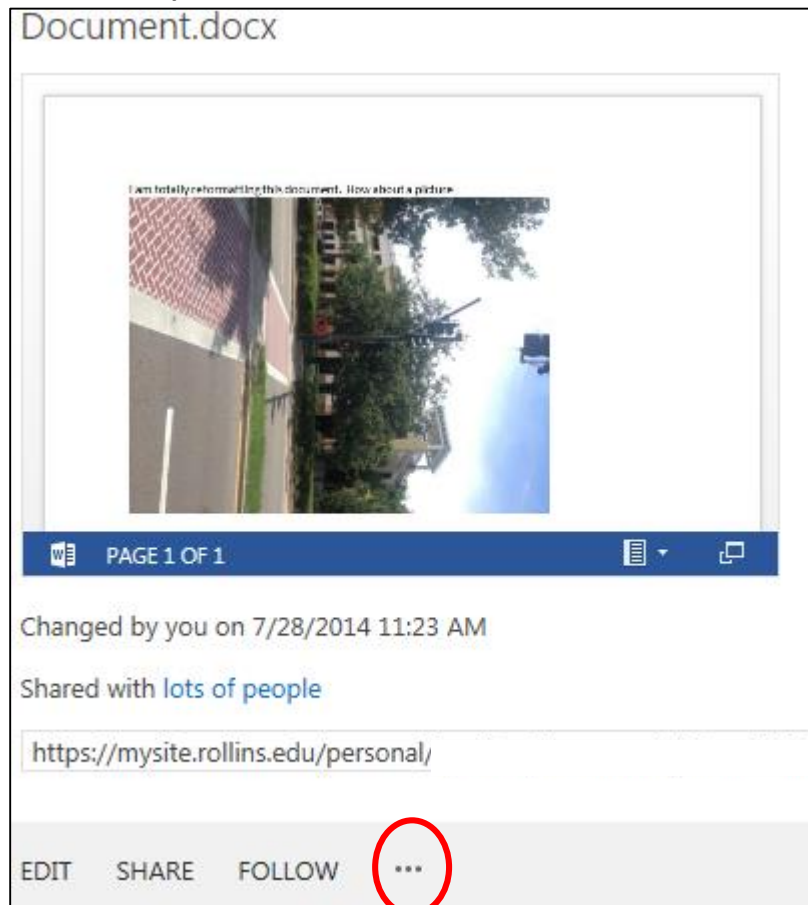 Document.docx
I am totally reformatting this document. How about a picture
PAGE 1 OF 1
Changed by you on 7/28/2014 11:23 AM
Shared with lots of people
https://mysite.rollins.edu/personal/
EDIT SHARE FOLLOW ...